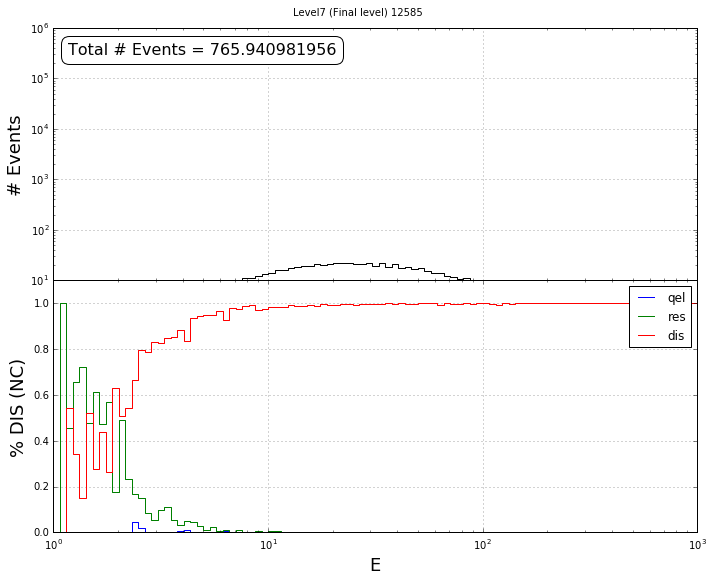 Level7 (Final level) 12585
10^6
Total # Events = 765.940981956
10^5
10^4
# Events
10^3
10^2
10^1
qel
res
dis
1.0
0.8
% DIS (NC)
0.6
0.4
0.2
0.0
10^0 10^1 10^2 10^3
E